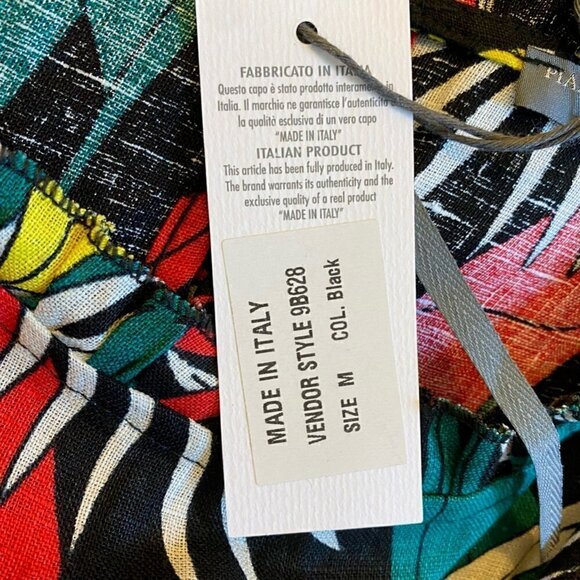 FABBRICATO IN ITALIA
Questo capo è stato prodotto interamente in
Italia. Il marchio ne garantisce l'autenticità e
la qualità esclusiva di un vero capo
"MADE IN ITALY"
ITALIAN PRODUCT
This article has been fully produced in Italy.
The brand warrants its authenticity and the
exclusive quality of a real product
"MADE IN ITALY"
MADE IN ITALY
VENDOR STYLE 9B628
SIZE M COL. Black